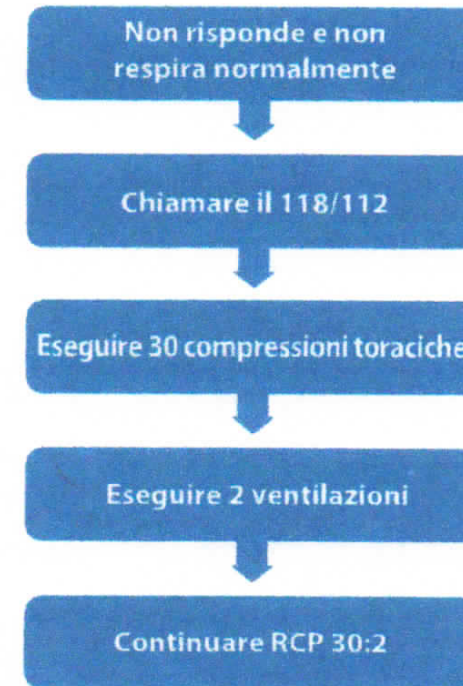 Non risponde e non
respira normalmente
Chiamare il 118/112
Eseguire 30 compressioni toraciche
Eseguire 2 ventilazioni
Continuare RCP 30:2